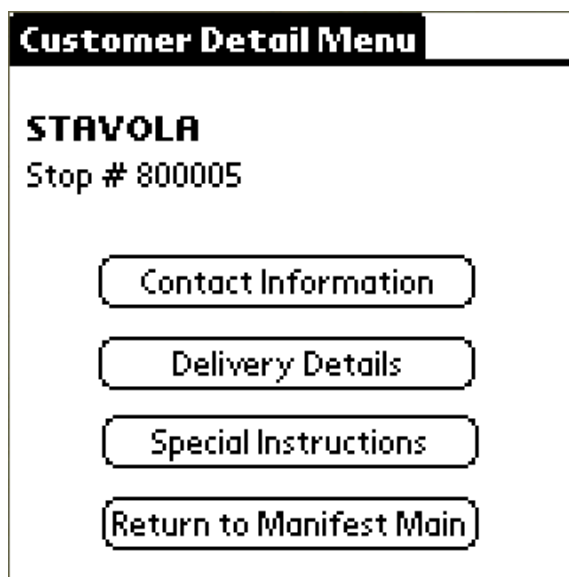 Customer Detail Menu
STAVOLA
Stop # 800005
Contact Information
Delivery Details
Special Instructions
Return to Manifest Main